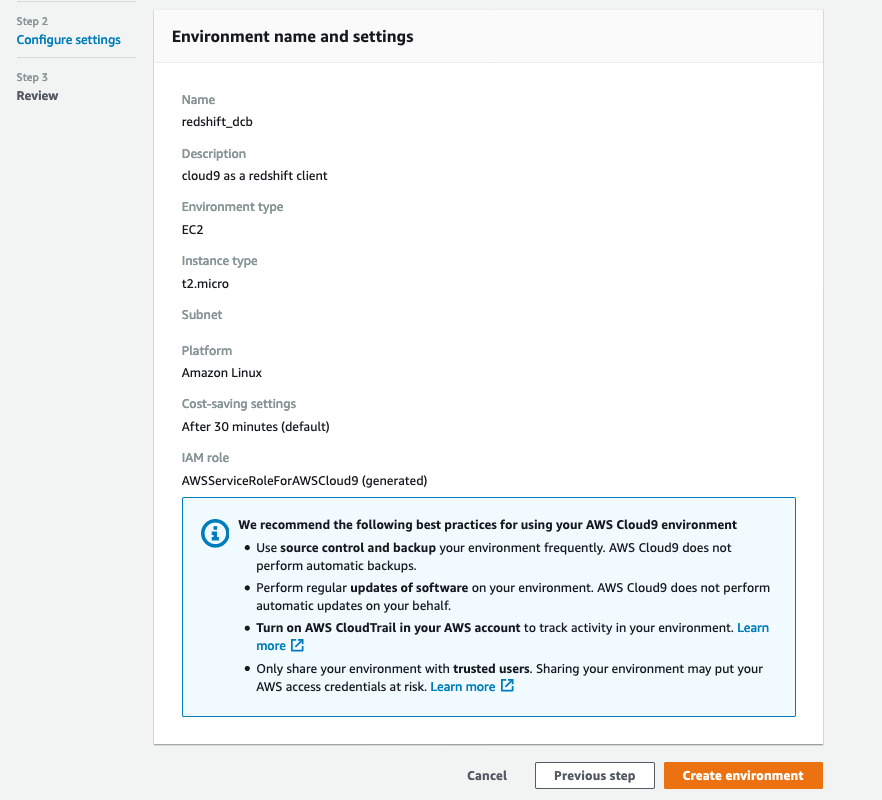 Step 2
Configure settings
Step 3
Review
Environment name and settings
Name
redshift_dcb
Description
cloud9 as a redshift client
Environment type
EC2
Instance type
t2.micro
Subnet
Platform
Amazon Linux
Cost-saving settings
After 30 minutes (default)
IAM role
AWSServiceRoleForAWSCloud9 (generated)
We recommend the following best practices for using your AWS Cloud9 environment
• Use source control and backup your environment frequently. AWS Cloud9 does not
perform automatic backups.
• Perform regular updates of software on your environment. AWS Cloud9 does not perform
automatic updates on your behalf.
• Turn on AWS CloudTrail in your AWS account to track activity in your environment. Learn
more
• Only share your environment with trusted users. Sharing your environment may put your
AWS access credentials at risk. Learn more
Cancel
Previous step
Create environment